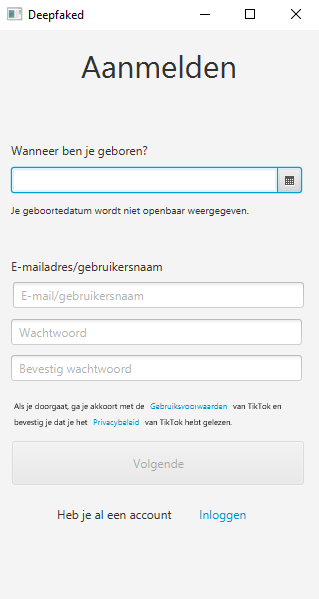 Deepfaked
Aanmelden
Wanneer ben je geboren?
Je geboortedatum wordt niet openbaar weergegeven.
E-mailadres/gebruikersnaam
E-mail/gebruikersnaam
Wachtwoord
Bevestig wachtwoord
Als je doorgaat, ga je akkoort met de Gebruiksvoorwaarden van TikTok en
bevestig je dat je het Privacybeleid van TikTok hebt gelezen.
Volgende
Heb je al een account Inloggen